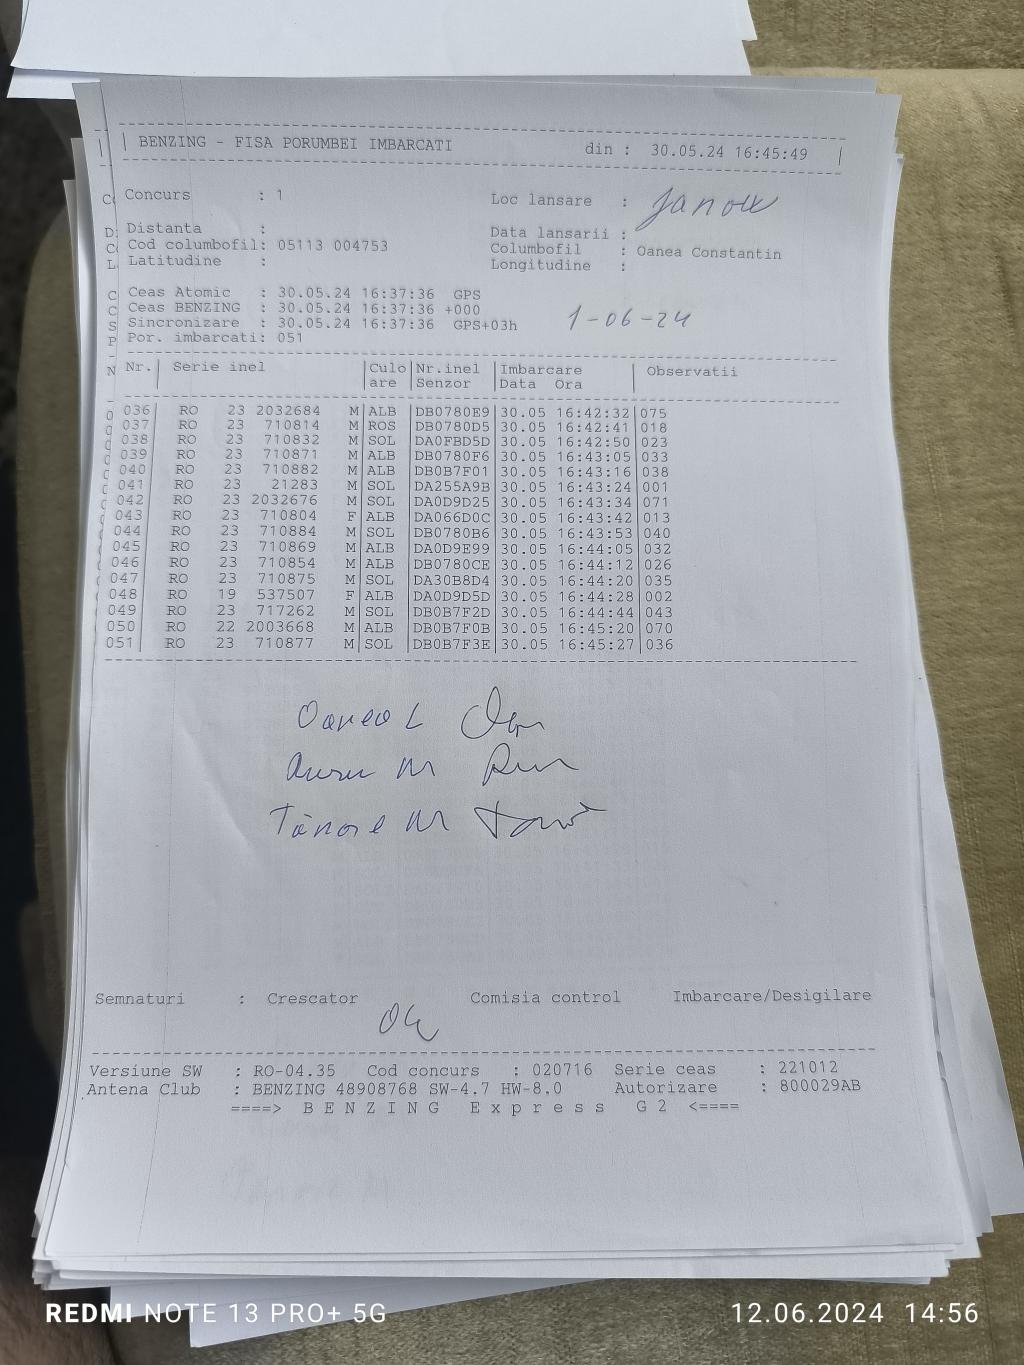 BENZING - FISA PORUMBEI IMBARCATI din : 30.05.24 16:45:49
Concurs : 1 Loc lansare : Janow
Distanta : Data lansarii :
Cod columbofil: 05113 004753 Columbofil : Oanea Constantin
Latitudine : Longitudine :
Ceas Atomic : 30.05.24 16:37:36 GPS
Ceas BENZING : 30.05.24 16:37:36 +000
Sincronizare : 30.05.24 16:37:36 GPS+03h 1-06-24
Por. imbarcati: 051
Nr. Serie inel Culo Nr.inel Imbarcare Observatii
are Senzor Data Ora
036 RO 23 2032684 M ALB DB0780E9 30.05 16:42:32 075
037 RO 23 710814 M ROS DB0780D5 30.05 16:42:41 018
038 RO 23 710832 M SOL DA0FBD5D 30.05 16:42:50 023
039 RO 23 710871 M ALB DB0780F6 30.05 16:43:05 033
040 RO 23 710882 M ALB DB0B7F01 30.05 16:43:16 038
041 RO 23 21283 M SOL DA255A9B 30.05 16:43:24 001
042 RO 23 2032676 M SOL DA0D9D25 30.05 16:43:34 071
043 RO 23 710804 F ALB DA066D0C 30.05 16:43:42 013
044 RO 23 710884 M SOL DB0780B6 30.05 16:43:53 040
045 RO 23 710869 M ALB DA0D9E99 30.05 16:44:05 032
046 RO 23 710854 M ALB DB0780CE 30.05 16:44:12 026
047 RO 23 710875 M SOL DA30B8D4 30.05 16:44:20 035
048 RO 19 537507 F ALB DA0D9D5D 30.05 16:44:28 002
049 RO 23 717262 M SOL DB0B7F2D 30.05 16:44:44 043
050 RO 22 2003668 M ALB DB0B7F0B 30.05 16:45:20 070
051 RO 23 710877 M SOL DB0B7F3E 30.05 16:45:27 036
Semnaturi : Crescator Comisia control Imbarcare/Desigilare
Versiune SW : RO-04.35 Cod concurs : 020716 Serie ceas : 221012
Antena Club : BENZING 48908768 SW-4.7 HW-8.0 Autorizare : 800029AB
====> B E N Z I N G E x p r e s s G 2 <====
REDMI NOTE 13 PRO+ 5G 12.06.2024 14:56